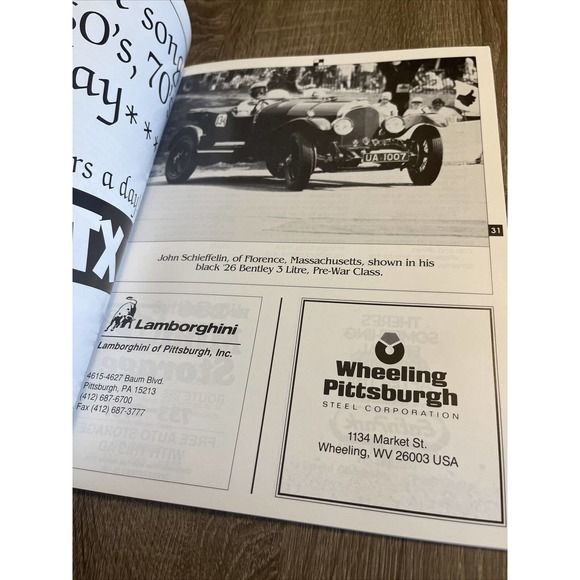 song
50's, 70's
ay***
rs a day
TX
UA 1007
31
John Schieffelin, of Florence, Massachusetts, shown in his
black '26 Bentley 3 Litre, Pre-War Class.
Lamborghini
Lamborghini of Pittsburgh, Inc.
4615-4627 Baum Blvd.
Pittsburgh, PA 15213
(412) 687-6700
Fax (412) 687-3777
Wheeling
Pittsburgh
STEEL CORPORATION
1134 Market St.
Wheeling, WV 26003 USA